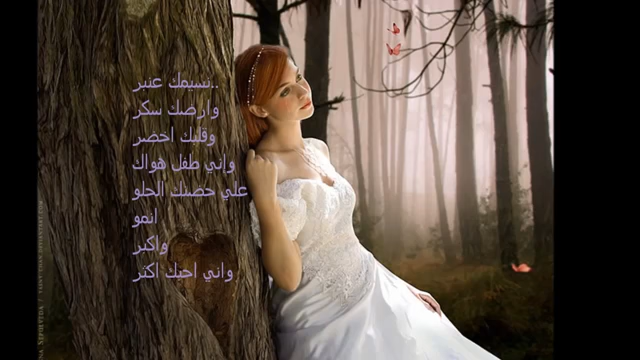 ..نسيمك عنبر
وارضك سكر
وقلبك اخضر
واني طفل هواك
علي حضنك الحلو
انمو
واكبر
واني احبك اكثر